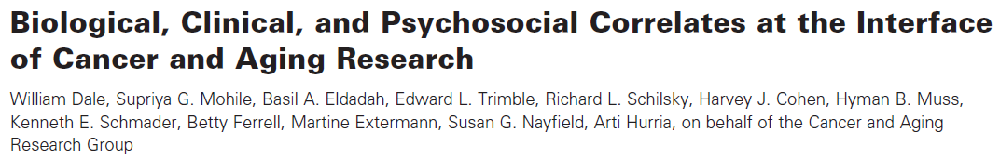 Biological, Clinical, and Psychosocial Correlates at the Interface
of Cancer and Aging Research
William Dale, Supriya G. Mohile, Basil A. Eldadah, Edward L. Trimble, Richard L. Schilsky, Harvey J. Cohen, Hyman B. Muss,
Kenneth E. Schmader, Betty Ferrell, Martine Extermann, Susan G. Nayfield, Arti Hurria, on behalf of the Cancer and Aging
Research Group